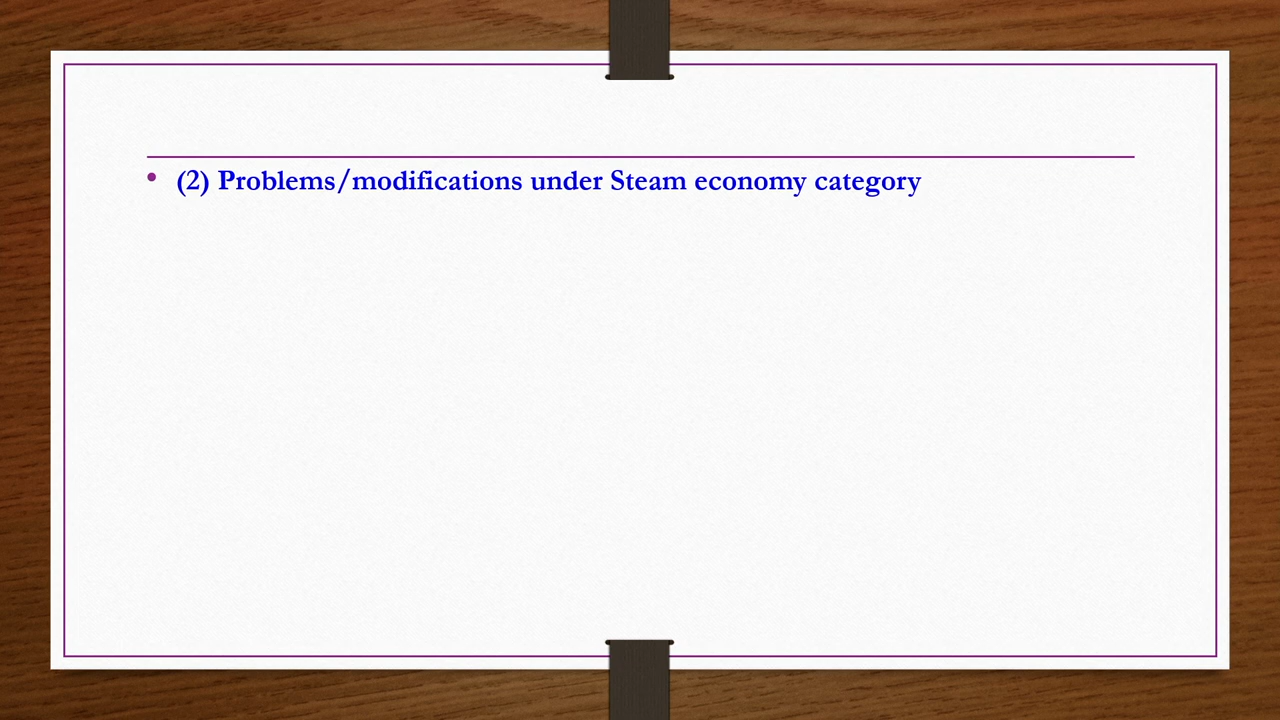 • (2) Problems/modifications under Steam economy category